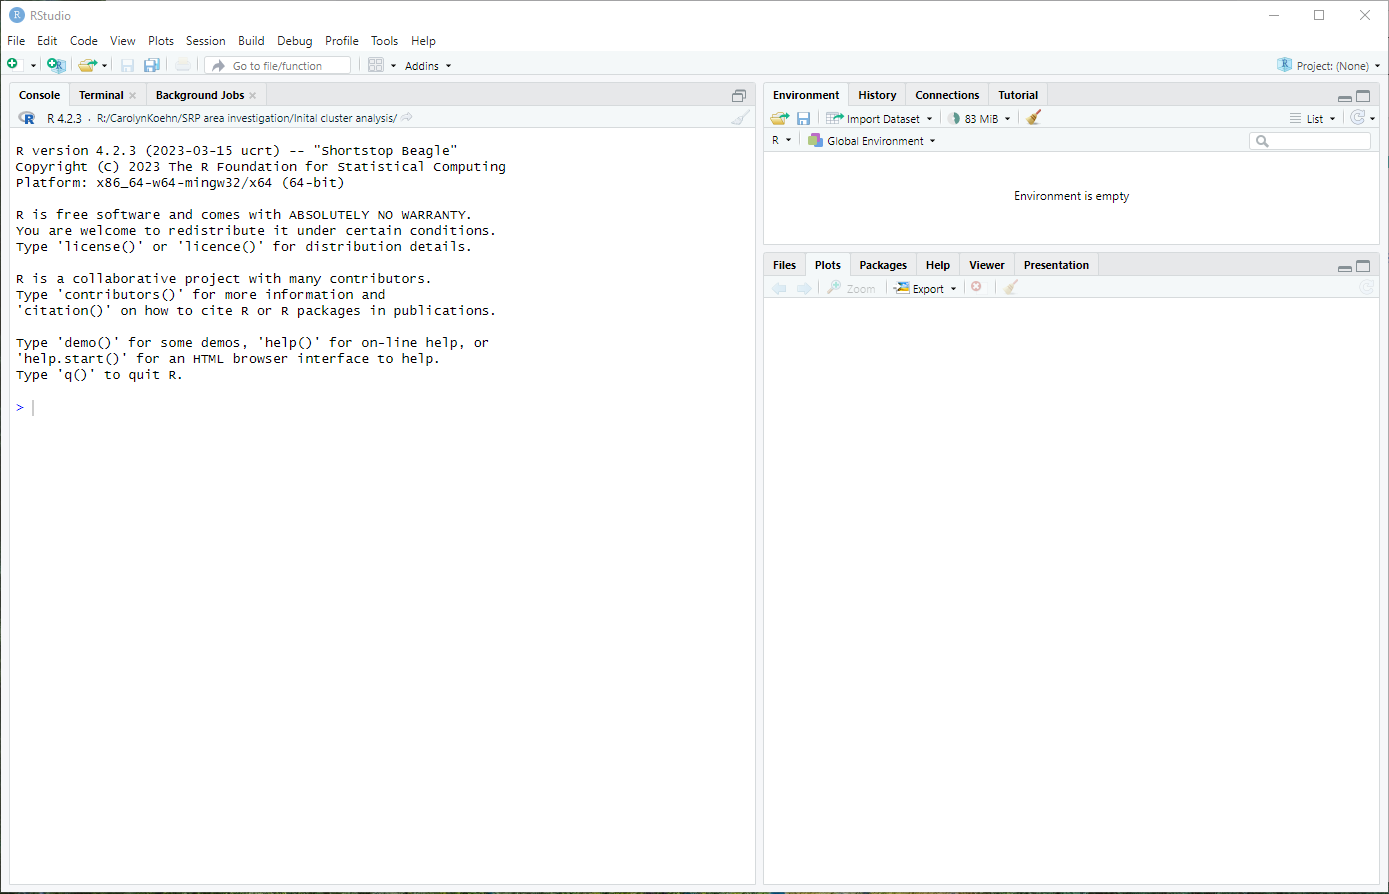 RStudio
File Edit Code View Plots Session Build Debug Profile Tools Help
Go to file/function Addins Project: (None)
Console Terminal Background Jobs
R 4.2.3 · R:/CarolynKoehn/SRP area investigation/Inital cluster analysis/
R version 4.2.3 (2023-03-15 ucrt) -- "Shortstop Beagle"
Copyright (C) 2023 The R Foundation for Statistical Computing
Platform: x86_64-w64-mingw32/x64 (64-bit)
R is free software and comes with ABSOLUTELY NO WARRANTY.
You are welcome to redistribute it under certain conditions.
Type 'license()' or 'licence()' for distribution details.
R is a collaborative project with many contributors.
Type 'contributors()' for more information and
'citation()' on how to cite R or R packages in publications.
Type 'demo()' for some demos, 'help()' for on-line help, or
'help.start()' for an HTML browser interface to help.
Type 'q()' to quit R.
>
Environment History Connections Tutorial
Import Dataset 83 MiB List
R Global Environment
Environment is empty
Files Plots Packages Help Viewer Presentation
Zoom Export